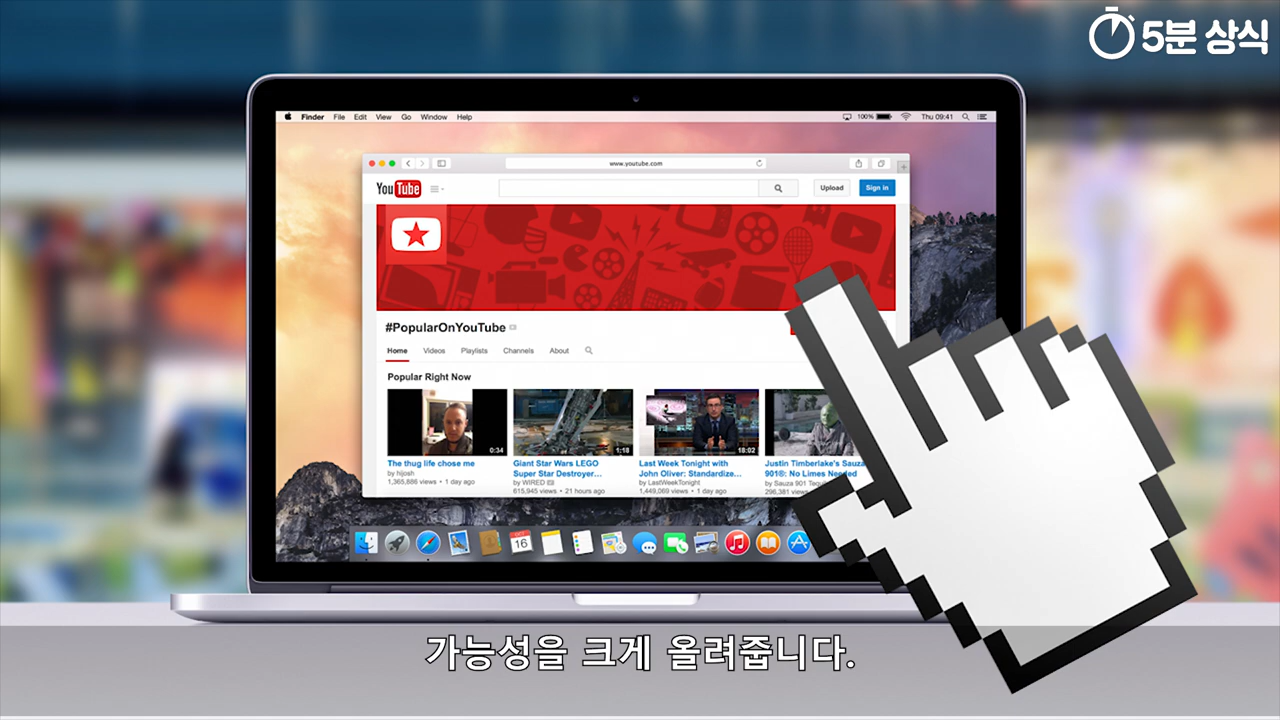 5분 상식
Finder File Edit View Go Window Help
100% Thu 09:41
www.youtube.com
YouTube
Upload Sign in
#PopularOnYouTube
Home Videos Playlists Channels About
Popular Right Now
0:34 1:18 18:02
The thug life chose me
by hijosh
1,365,886 views • 1 day ago
Giant Star Wars LEGO
Super Star Destroyer...
by WIRED
615,945 views • 21 hours ago
Last Week Tonight with
John Oliver: Standardize...
by LastWeekTonight
1,449,069 views • 1 day ago
Justin Timberlake's Sauza
901®: No Limes Needed
by Sauza 901
296,381 views
OCT
16
가능성을 크게 올려줍니다.